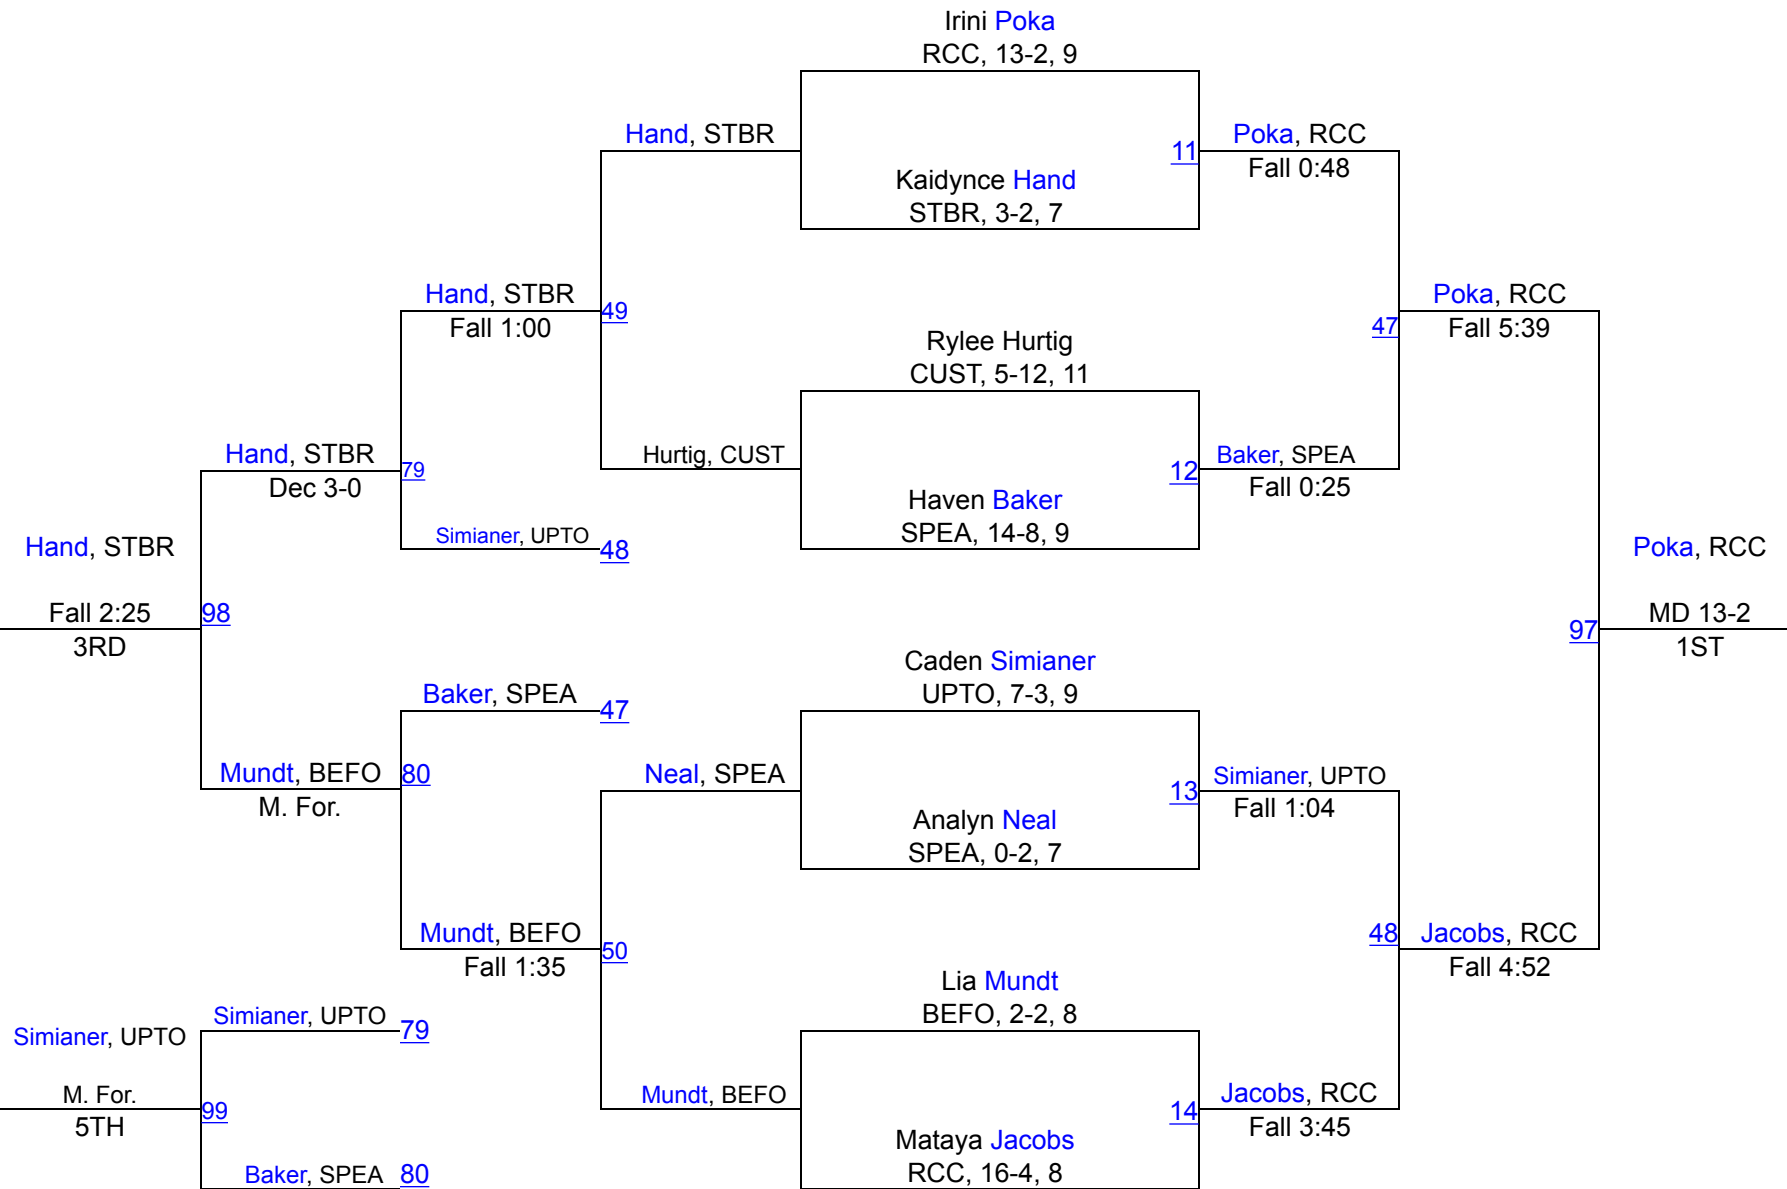 Irini Poka
RCC, 13-2, 9
Hand, STBR
11
Poka, RCC
Fall 0:48
Kaidynce Hand
STBR, 3-2, 7
Hand, STBR
Fall 1:00
49
Poka, RCC
Fall 5:39
47
Rylee Hurtig
CUST, 5-12, 11
Hand, STBR
Dec 3-0
79
Hurtig, CUST
12
Baker, SPEA
Fall 0:25
Haven Baker
SPEA, 14-8, 9
Simianer, UPTO
48
Hand, STBR
Fall 2:25
3RD
98
Poka, RCC
MD 13-2
1ST
97
Caden Simianer
UPTO, 7-3, 9
Baker, SPEA
47
Mundt, BEFO
M. For.
80
Neal, SPEA
13
Simianer, UPTO
Fall 1:04
Analyn Neal
SPEA, 0-2, 7
Mundt, BEFO
Fall 1:35
50
48
Jacobs, RCC
Fall 4:52
Lia Mundt
BEFO, 2-2, 8
Simianer, UPTO
79
Simianer, UPTO
M. For.
5TH
99
Mundt, BEFO
14
Jacobs, RCC
Fall 3:45
Mataya Jacobs
RCC, 16-4, 8
Baker, SPEA
80